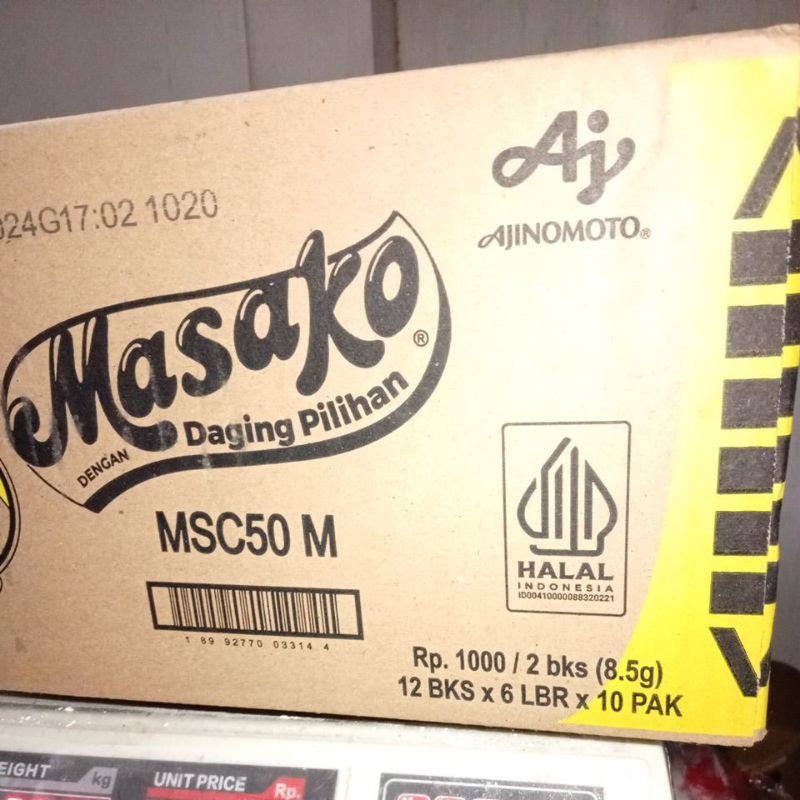 024G17:02 1020
Aj
AJINOMOTO®
Masako®
DENGAN Daging Pilihan
MSC50 M
1 89 92770 03314 4
HALAL
INDONESIA
ID00410000088320221
Rp. 1000 / 2 bks (8.5g)
12 BKS x 6 LBR x 10 PAK
EIGHT kg
UNIT PRICE Rp.